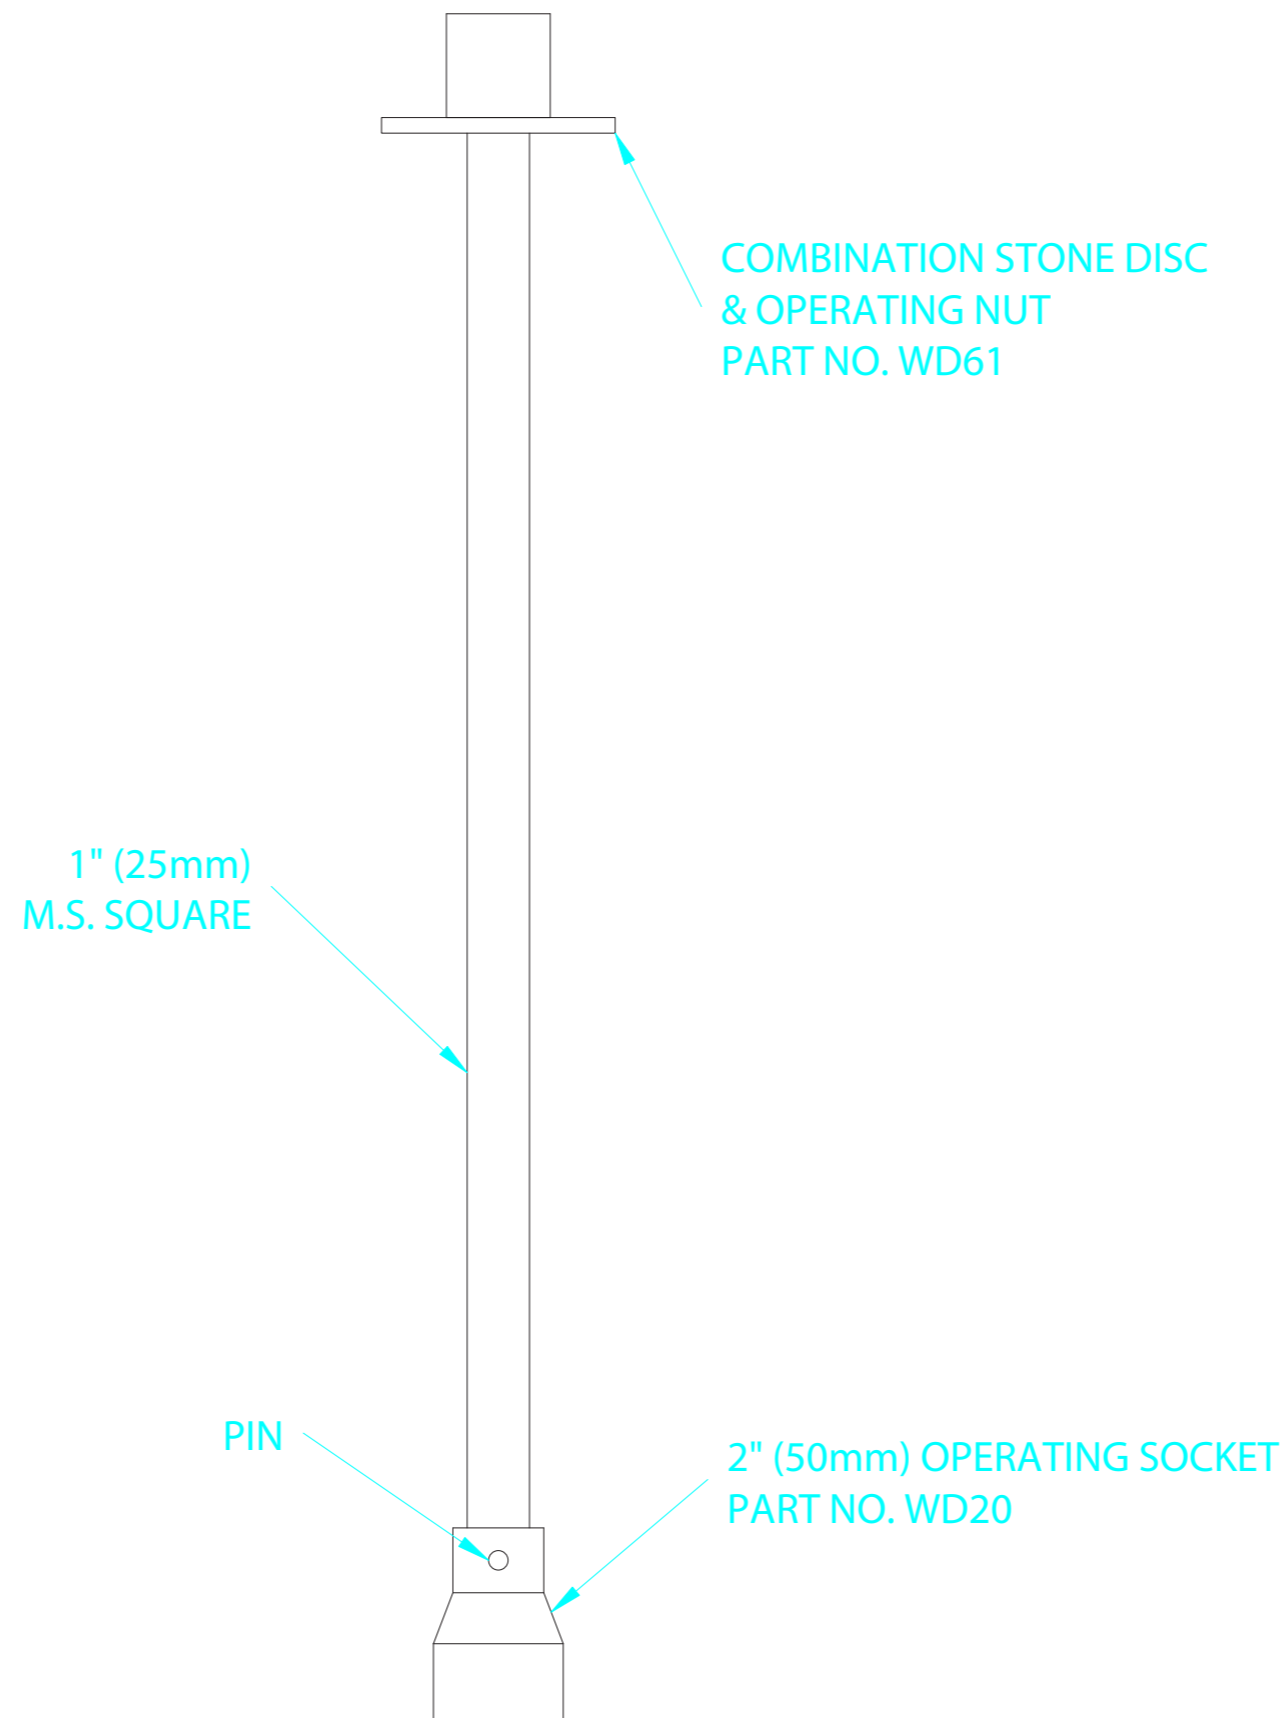 COMBINATION STONE DISC
& OPERATING NUT
PART NO. WD61
1" (25mm)
M.S. SQUARE
PIN
2" (50mm) OPERATING SOCKET
PART NO. WD20